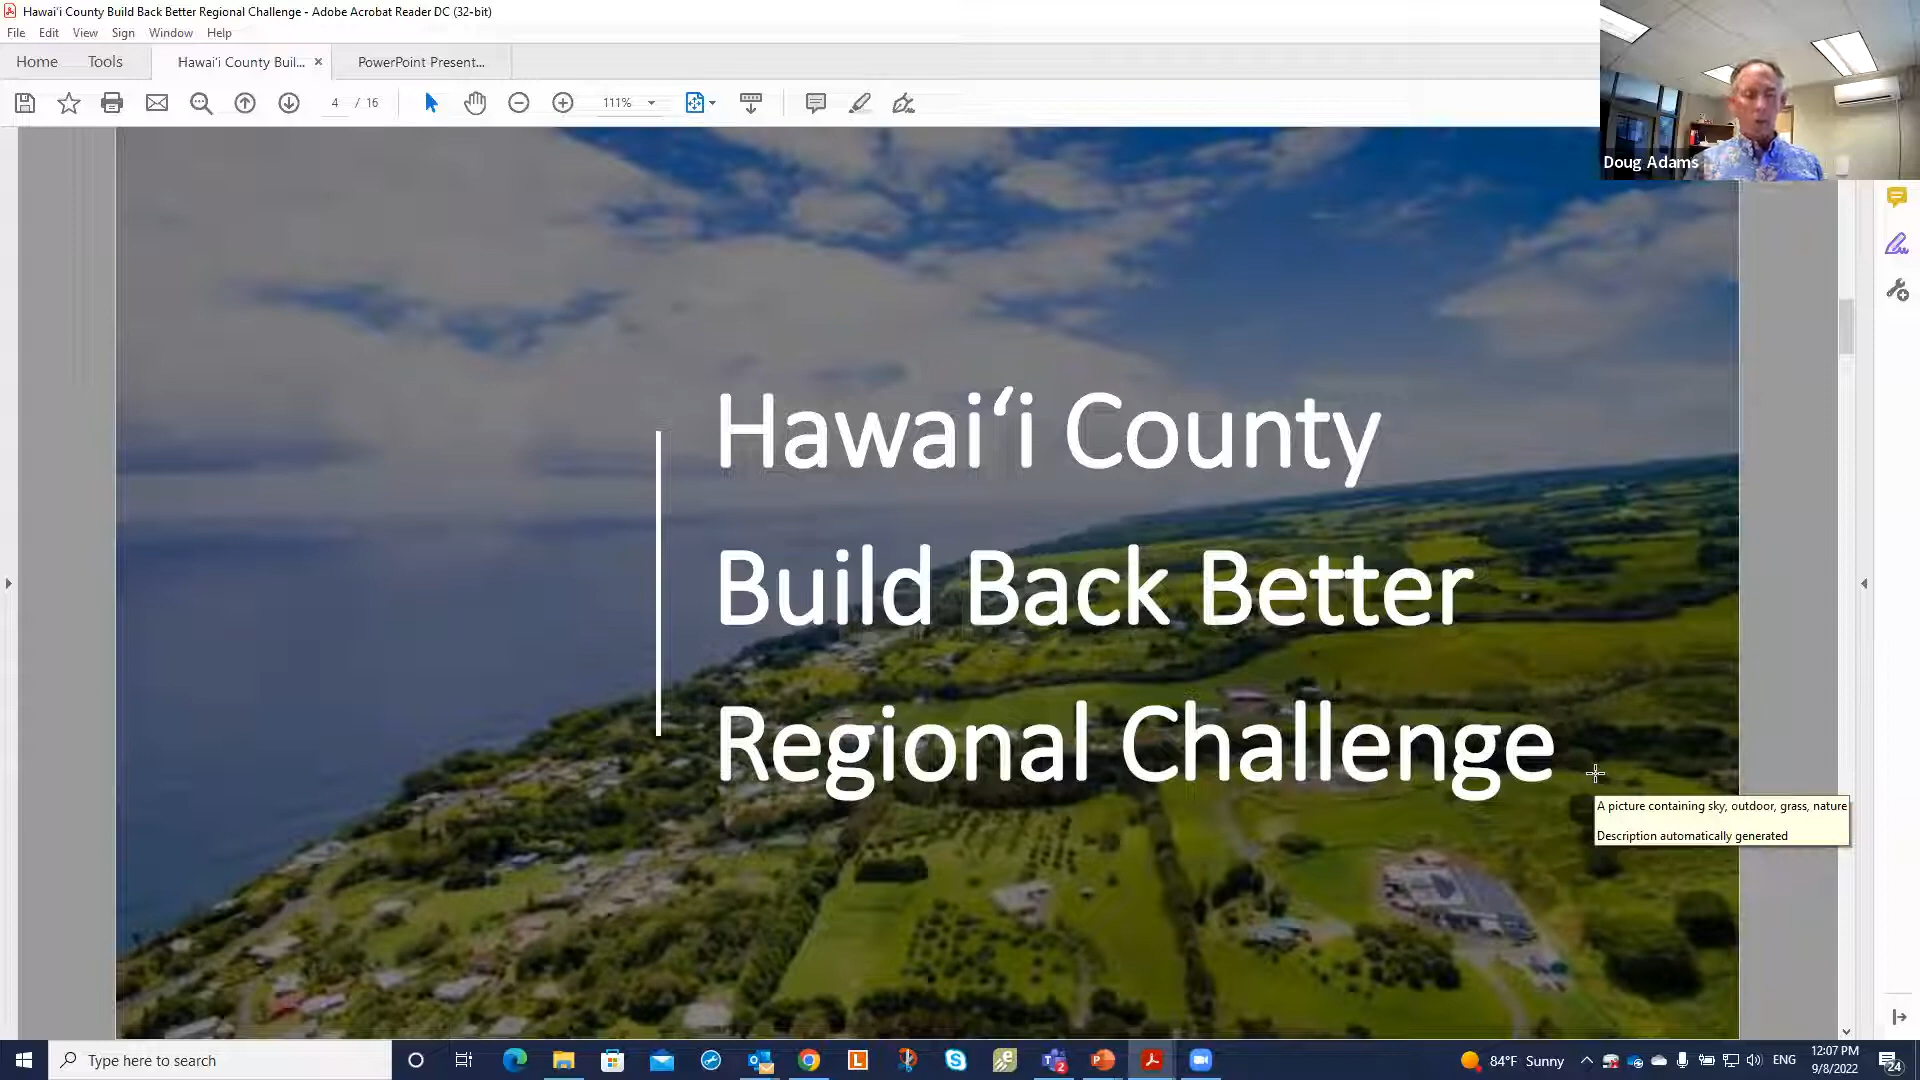 Hawaiʻi County Build Back Better Regional Challenge - Adobe Acrobat Reader DC (32-bit)
File Edit View Sign Window Help
Home Tools Hawaiʻi County Buil... × PowerPoint Present...
4 / 16 111%
Doug Adams
Hawaiʻi County
Build Back Better
Regional Challenge
A picture containing sky, outdoor, grass, nature
Description automatically generated
Type here to search
84°F Sunny
ENG
12:07 PM
9/8/2022
24